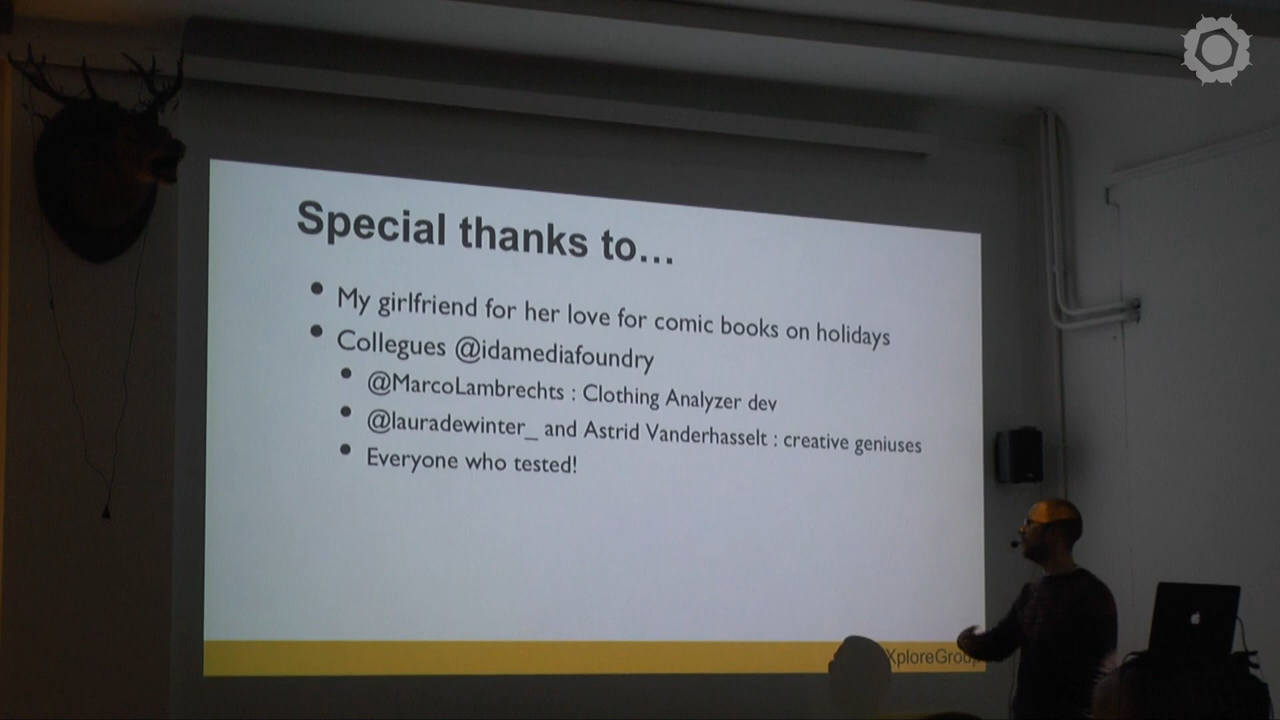 Special thanks to...
• My girlfriend for her love for comic books on holidays
• Collegues @idamediafoundry
• @MarcoLambrechts : Clothing Analyzer dev
• @lauradewinter_ and Astrid Vanderhasselt : creative geniuses
• Everyone who tested!
XploreGroup